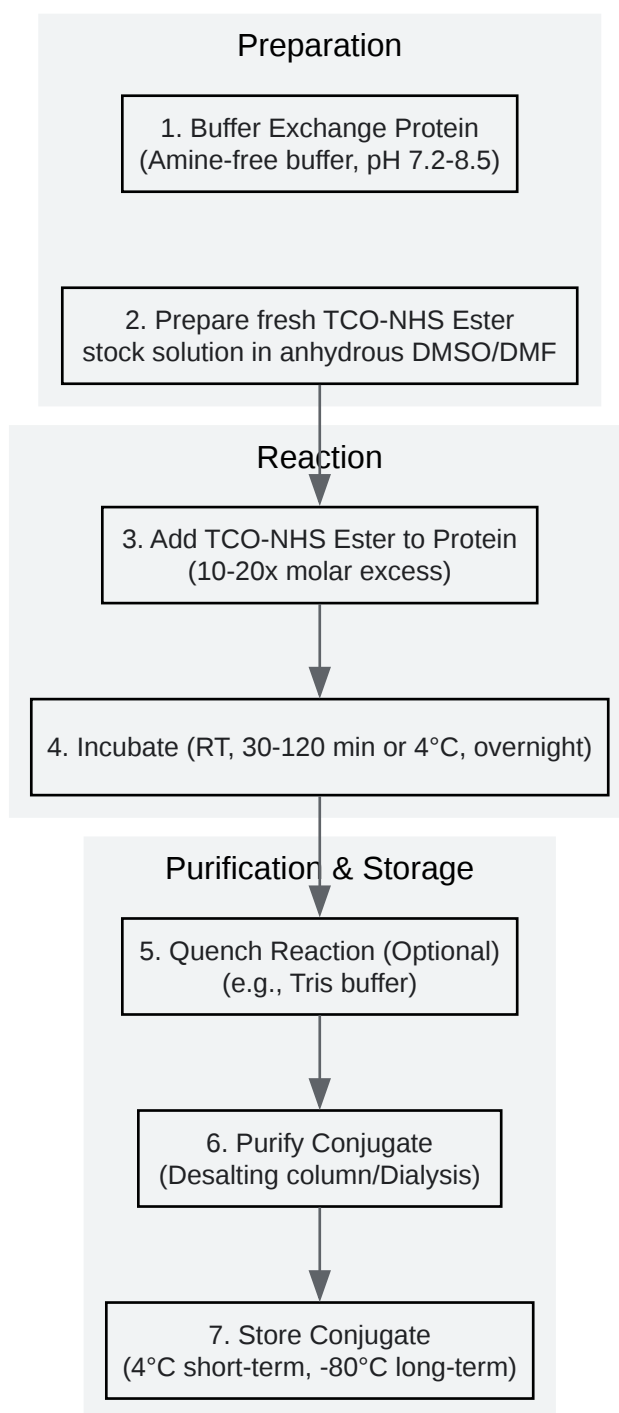 Preparation
1. Buffer Exchange Protein
(Amine-free buffer, pH 7.2-8.5)
2. Prepare fresh TCO-NHS Ester
stock solution in anhydrous DMSO/DMF
Reaction
3. Add TCO-NHS Ester to Protein
(10-20x molar excess)
4. Incubate (RT, 30-120 min or 4°C, overnight)
Purification & Storage
5. Quench Reaction (Optional)
(e.g., Tris buffer)
6. Purify Conjugate
(Desalting column/Dialysis)
7. Store Conjugate
(4°C short-term, -80°C long-term)